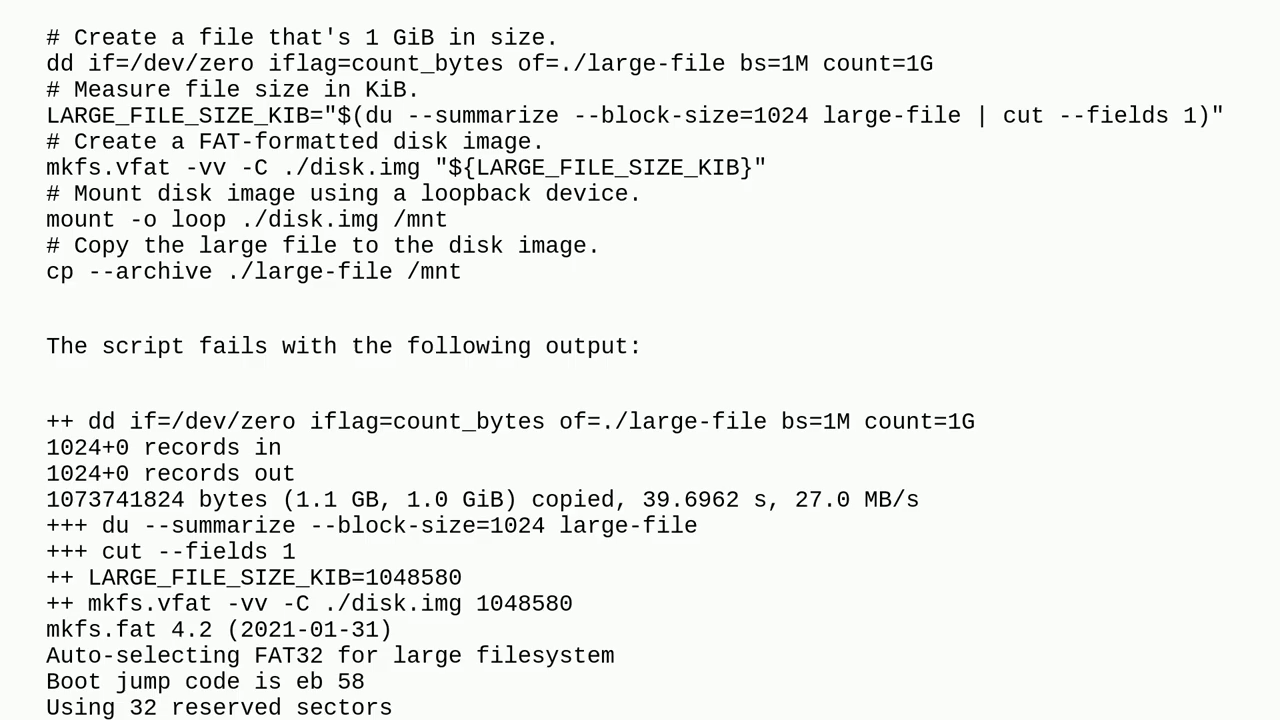 # Create a file that's 1 GiB in size.
dd if=/dev/zero iflag=count_bytes of=./large-file bs=1M count=1G
# Measure file size in KiB.
LARGE_FILE_SIZE_KIB="$(du --summarize --block-size=1024 large-file | cut --fields 1)"
# Create a FAT-formatted disk image.
mkfs.vfat -vv -C ./disk.img "${LARGE_FILE_SIZE_KIB}"
# Mount disk image using a loopback device.
mount -o loop ./disk.img /mnt
# Copy the large file to the disk image.
cp --archive ./large-file /mnt
The script fails with the following output:
++ dd if=/dev/zero iflag=count_bytes of=./large-file bs=1M count=1G
1024+0 records in
1024+0 records out
1073741824 bytes (1.1 GB, 1.0 GiB) copied, 39.6962 s, 27.0 MB/s
+++ du --summarize --block-size=1024 large-file
+++ cut --fields 1
++ LARGE_FILE_SIZE_KIB=1048580
++ mkfs.vfat -vv -C ./disk.img 1048580
mkfs.fat 4.2 (2021-01-31)
Auto-selecting FAT32 for large filesystem
Boot jump code is eb 58
Using 32 reserved sectors